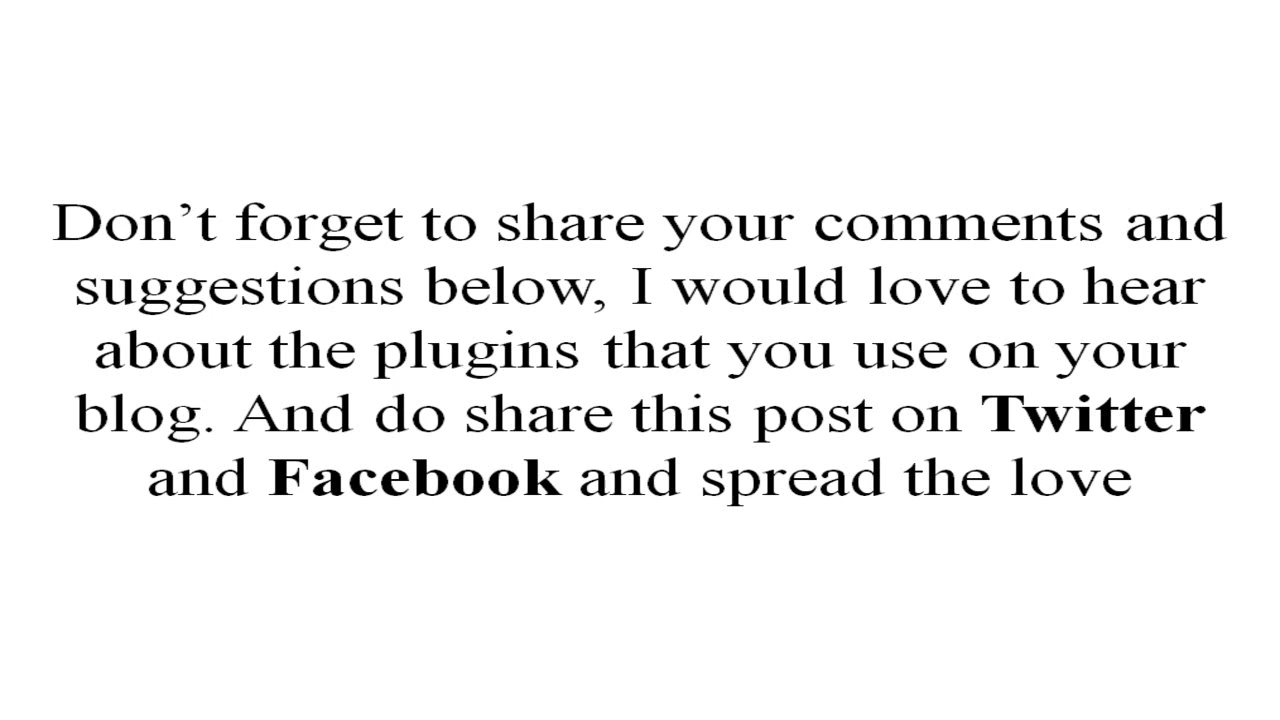 Don’t forget to share your comments and
suggestions below, I would love to hear
about the plugins that you use on your
blog. And do share this post on Twitter
and Facebook and spread the love